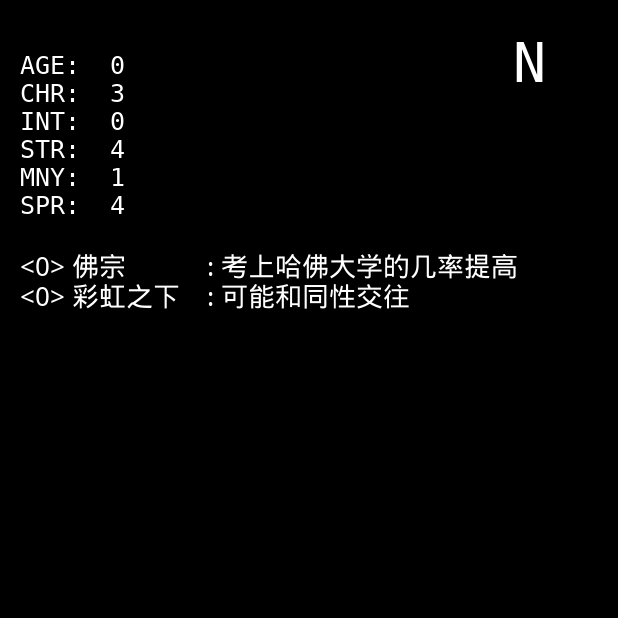 N
AGE: 0
CHR: 3
INT: 0
STR: 4
MNY: 1
SPR: 4
<O> 佛宗 : 考上哈佛大学的几率提高
<O> 彩虹之下 : 可能和同性交往